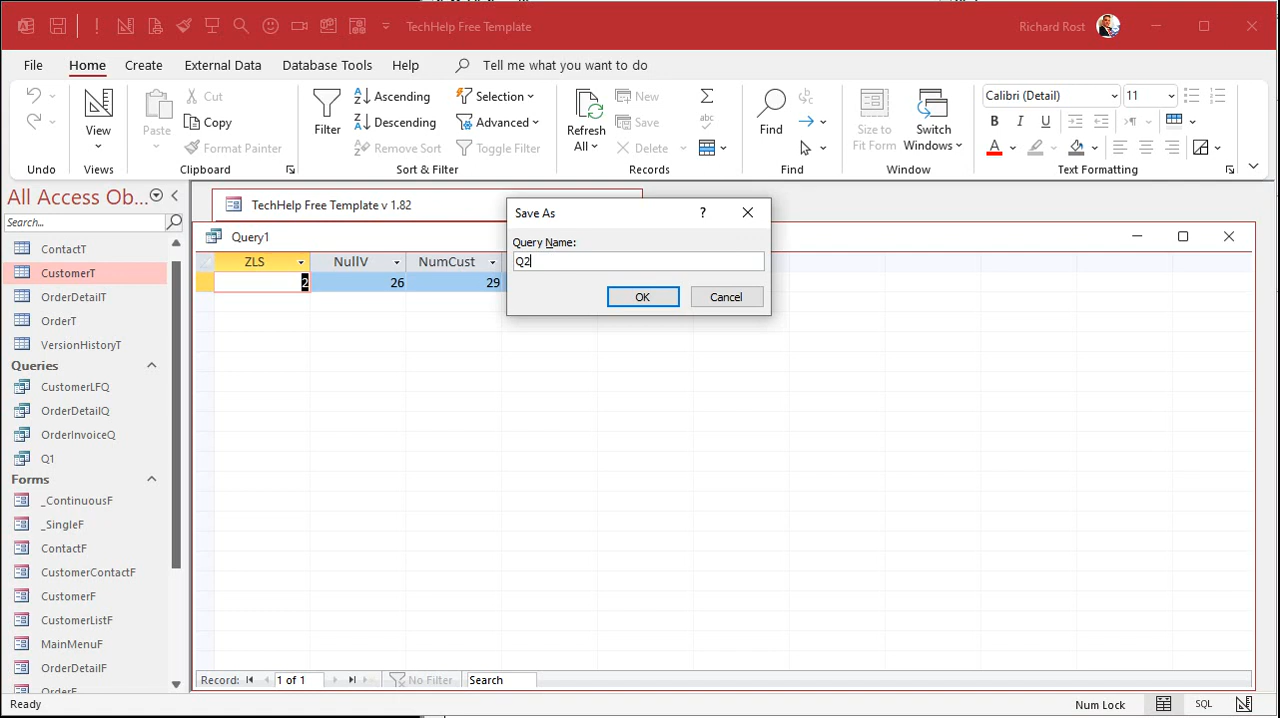 TechHelp Free Template
Richard Rost
File Home Create External Data Database Tools Help Tell me what you want to do
View
Views
Undo
Paste
Cut
Copy
Format Painter
Clipboard
Filter
Ascending
Descending
Remove Sort
Selection
Advanced
Toggle Filter
Sort & Filter
Refresh
All
New
Save
Delete
Records
Find
Find
Size to
Fit Form
Switch
Windows
Window
Calibri (Detail) 11
B I U
A
Text Formatting
All Access Ob...
Search...
ContactT
CustomerT
OrderDetailT
OrderT
VersionHistoryT
Queries
CustomerLFQ
OrderDetailQ
OrderInvoiceQ
Q1
Forms
_ContinuousF
_SingleF
ContactF
CustomerContactF
CustomerF
CustomerListF
MainMenuF
OrderDetailF
OrderF
TechHelp Free Template v 1.82
Query1
ZLS NullV NumCust
2 26 29
Save As ?
Query Name:
Q2
OK Cancel
Record: 1 of 1 No Filter Search
Ready Num Lock SQL